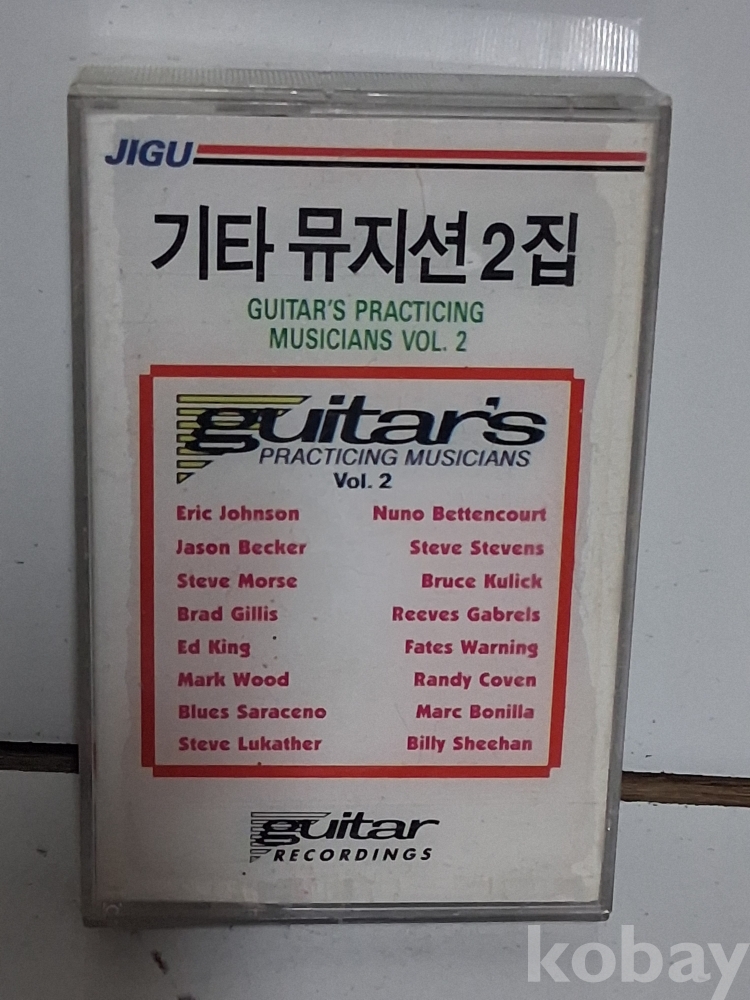 JIGU
기타 뮤지션 2집
GUITAR'S PRACTICING
MUSICIANS VOL. 2
guitar's
PRACTICING MUSICIANS
Vol. 2
Eric Johnson Nuno Bettencourt
Jason Becker Steve Stevens
Steve Morse Bruce Kulick
Brad Gillis Reeves Gabrels
Ed King Fates Warning
Mark Wood Randy Coven
Blues Saraceno Marc Bonilla
Steve Lukather Billy Sheehan
guitar
RECORDINGS
kobay